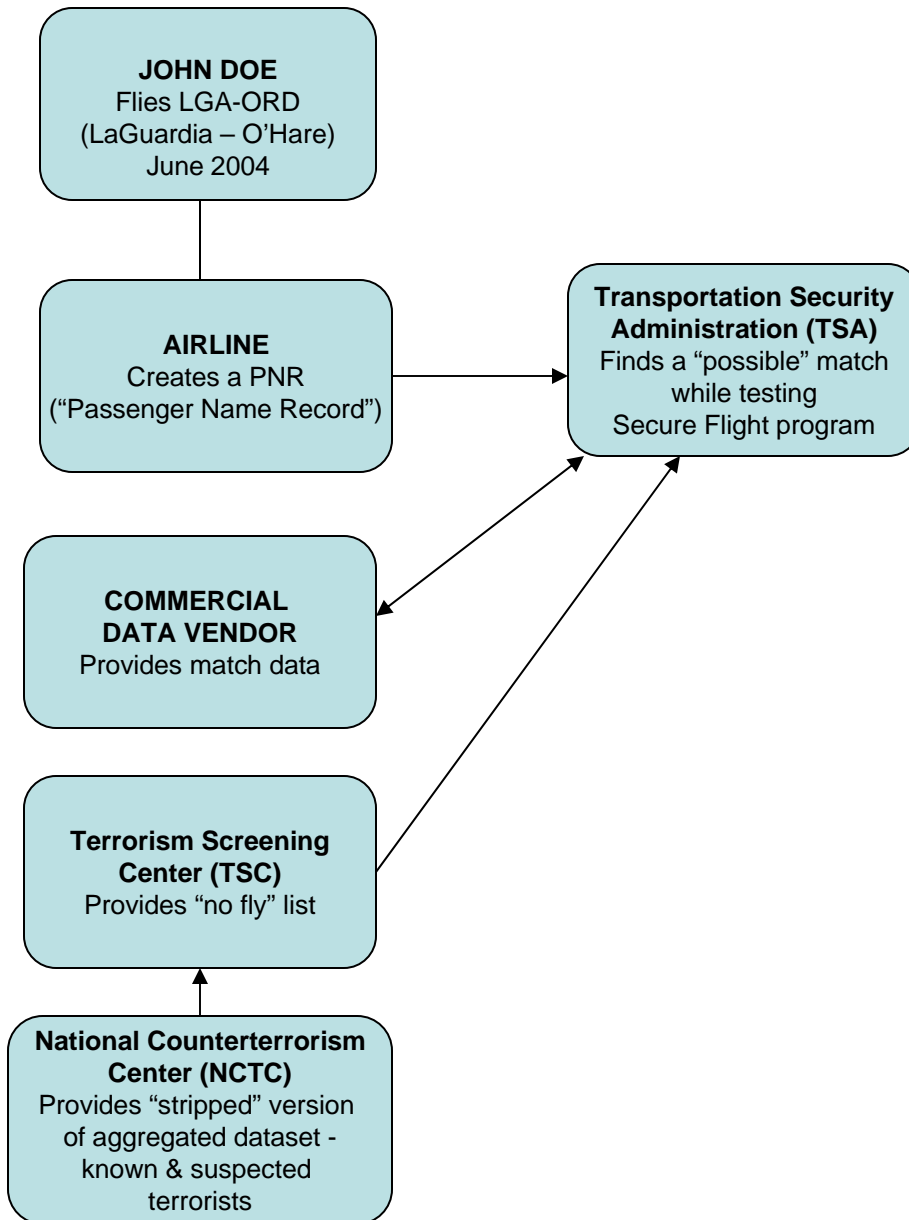 JOHN DOE
Flies LGA-ORD
(LaGuardia – O’Hare)
June 2004
AIRLINE
Creates a PNR
(“Passenger Name Record”)
Transportation Security
Administration (TSA)
Finds a “possible” match
while testing
Secure Flight program
COMMERCIAL
DATA VENDOR
Provides match data
Terrorism Screening
Center (TSC)
Provides “no fly” list
National Counterterrorism
Center (NCTC)
Provides “stripped” version
of aggregated dataset -
known & suspected
terrorists